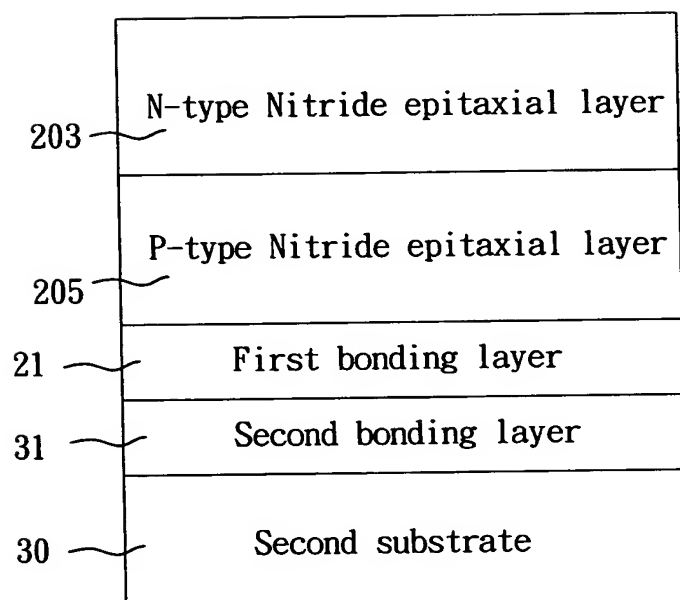 N-type Nitride epitaxial layer
203
P-type Nitride epitaxial layer
205
21
First bonding layer
31
Second bonding layer
30
Second substrate